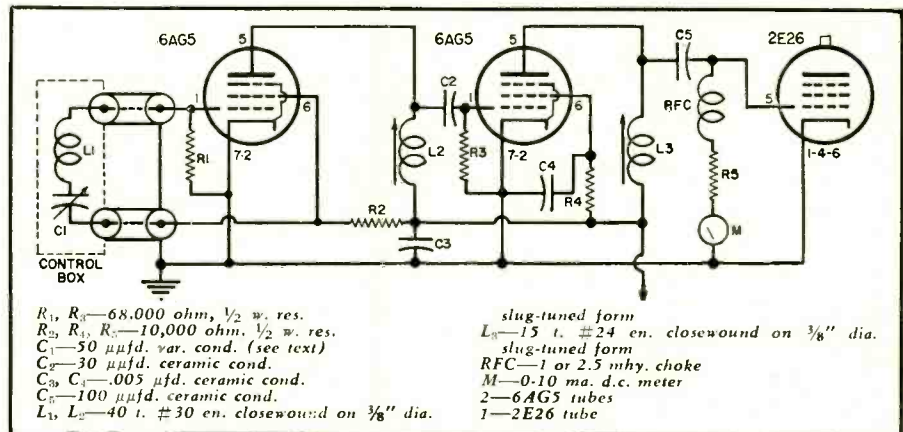 6AG5
6AG5
2E26
5
5
C5
C2
RFC
1
6
1
6
5
L1
R1
L2
R3
L3
7-2
7-2
C4
1-4-6
R5
R4
C1
R2
C3
M
CONTROL
BOX
R₁, R₃—68,000 ohm, ½ w. res.
R₂, R₄, R₅—10,000 ohm. ½ w. res.
C₁—50 μμfd. var. cond. (see text)
C₂—30 μμfd. ceramic cond.
C₃, C₄—.005 μfd. ceramic cond.
C₅—100 μμfd. ceramic cond.
L₁, L₂—40 t. #30 en. closewound on ⅜" dia.
slug-tuned form
L₃—15 t. #24 en. closewound on ⅜" dia.
slug-tuned form
RFC—1 or 2.5 mhy. choke
M—0-10 ma. d.c. meter
2—6AG5 tubes
1—2E26 tube